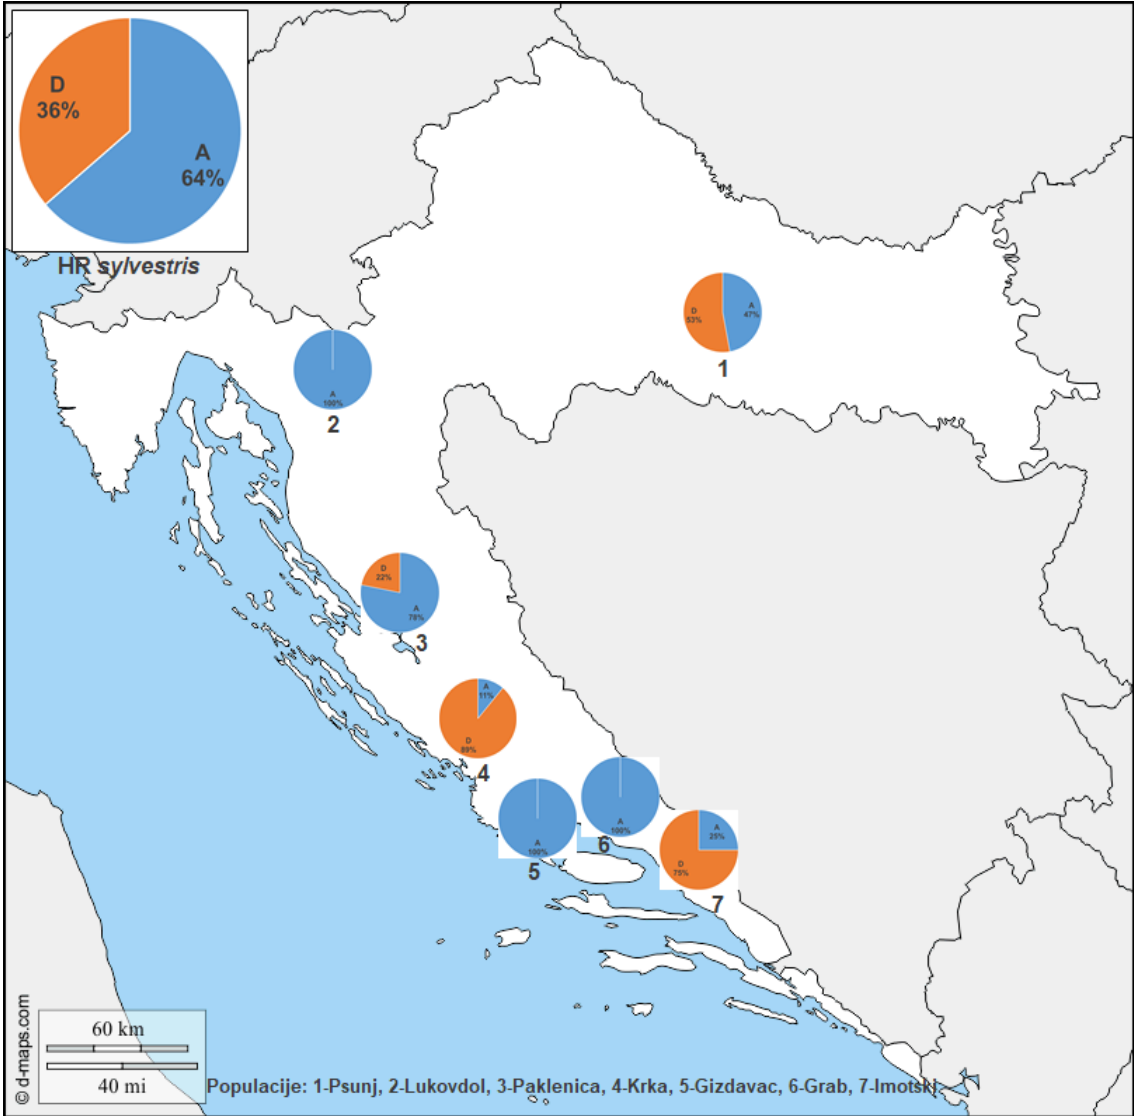 D
36%
A
64%
HR sylvestris
D
53%
A
47%
1
A
100%
2
D
22%
A
78%
3
A
11%
D
89%
4
A
100%
5
A
100%
6
A
25%
D
75%
7
© d-maps.com
60 km
40 mi
Populacije: 1-Psunj, 2-Lukovdol, 3-Paklenica, 4-Krka, 5-Gizdavac, 6-Grab, 7-Imotski